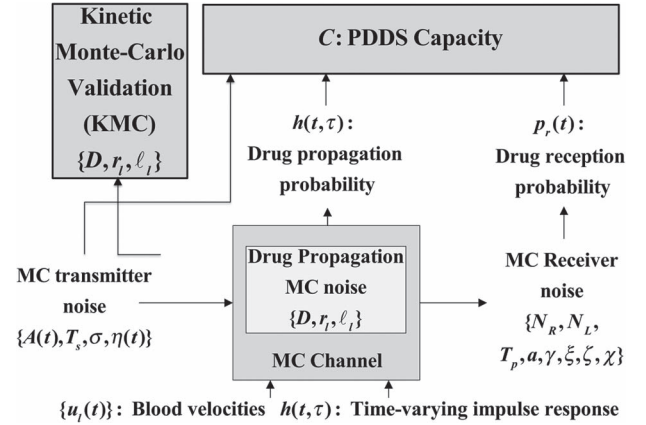 Kinetic
Monte-Carlo
Validation
(KMC)
{D, r_l, ℓ_l}
C: PDDS Capacity
h(t,τ):
Drug propagation
probability
p_r(t):
Drug reception
probability
MC transmitter
noise
{A(t),T_s,σ,η(t)}
Drug Propagation
MC noise
{D, r_l, ℓ_l}
MC Channel
MC Receiver
noise
{N_R, N_L,
T_p,a,γ,ξ,ζ,χ}
{u_l(t)}: Blood velocities h(t,τ): Time-varying impulse response